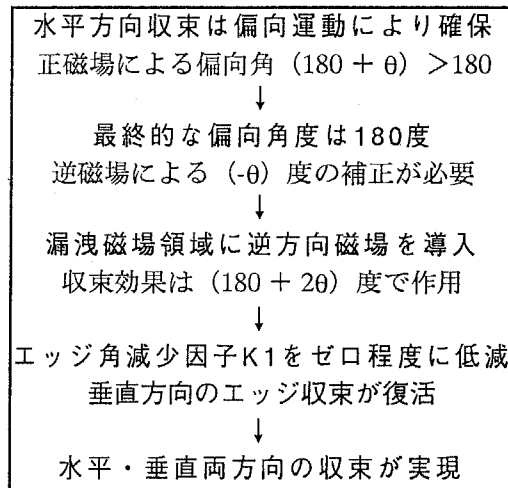 水平方向収束は偏向運動により確保
正磁場による偏向角（180 + θ）＞180
↓
最終的な偏向角度は180度
逆磁場による（-θ）度の補正が必要
↓
漏洩磁場領域に逆方向磁場を導入
収束効果は（180 + 2θ）度で作用
↓
エッジ角減少因子K1をゼロ程度に低減
垂直方向のエッジ収束が復活
↓
水平・垂直両方向の収束が実現